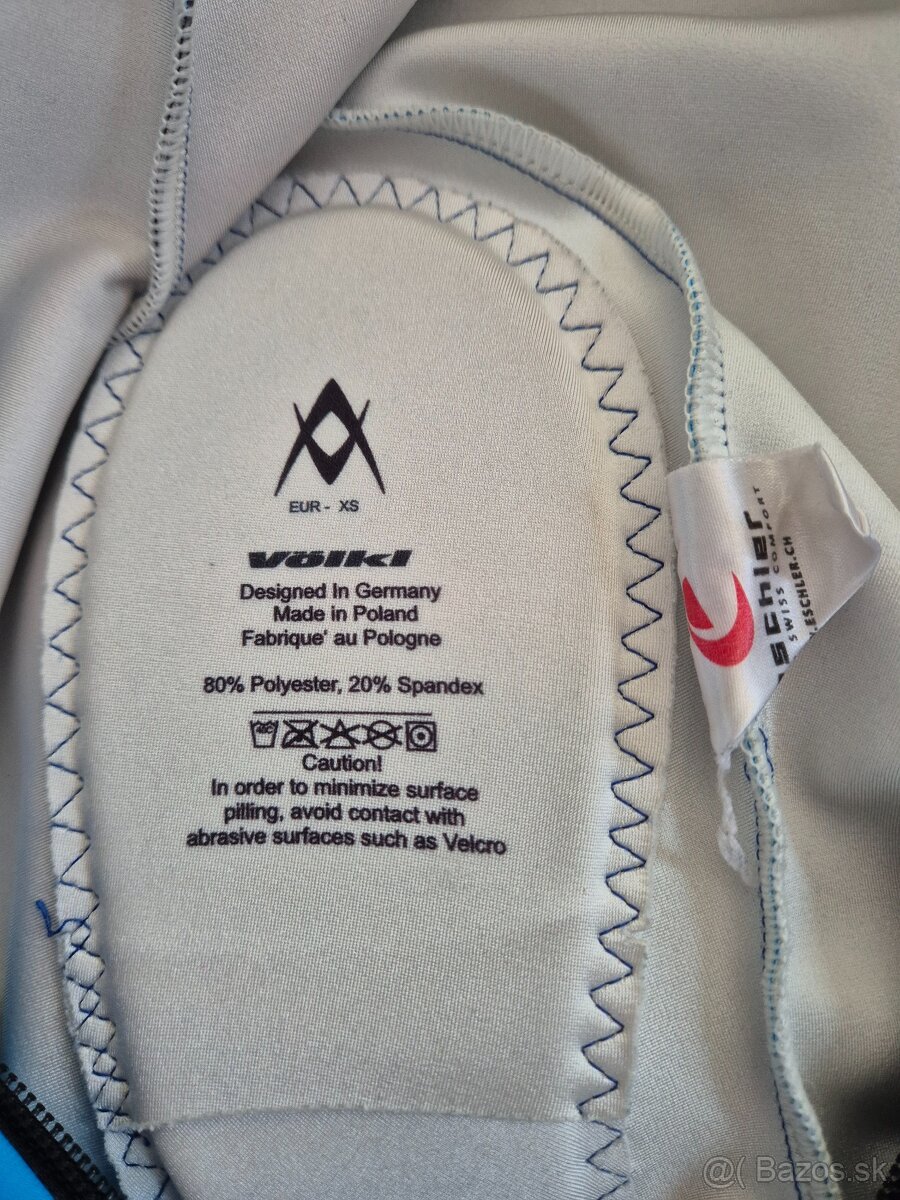 EUR - XS
Völkl
Designed In Germany
Made in Poland
Fabrique' au Pologne
80% Polyester, 20% Spandex
Caution!
In order to minimize surface
pilling, avoid contact with
abrasive surfaces such as Velcro
schler
SWISS COMFORT
.ESCHLER.CH
@( Bazos.sk